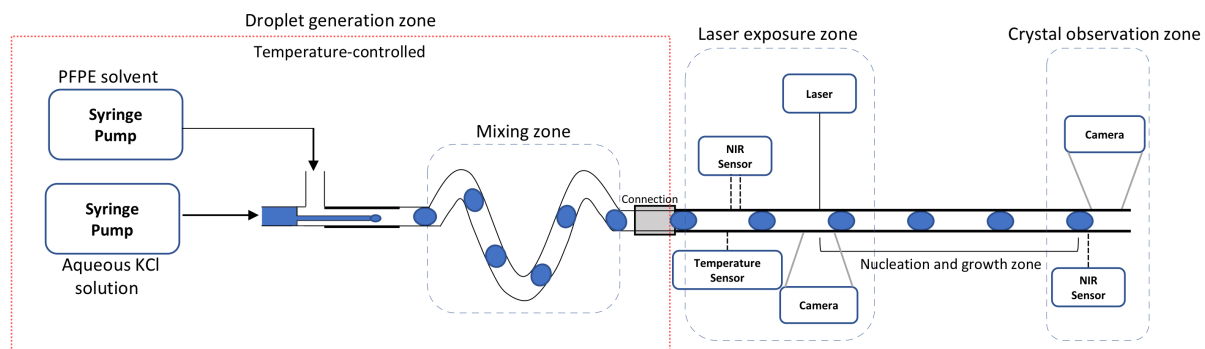 Droplet generation zone
Temperature-controlled
PFPE solvent
Syringe
Pump
Syringe
Pump
Aqueous KCl
solution
Mixing zone
Connection
Laser exposure zone
Laser
NIR
Sensor
Temperature
Sensor
Camera
Nucleation and growth zone
Crystal observation zone
Camera
NIR
Sensor